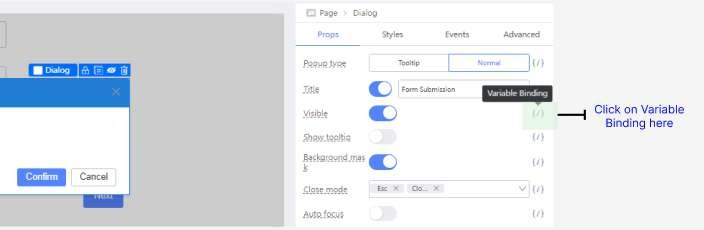 Page > Dialog
Props Styles Events Advanced
Dialog
Popup type Tooltip Normal {/}
Title Form Submission
Variable Binding
Visible {/}
Click on Variable
Binding here
Show tooltip {/}
Background mas
k {/}
Close mode Esc × Clo... × {/}
Auto focus {/}
Confirm Cancel
Next